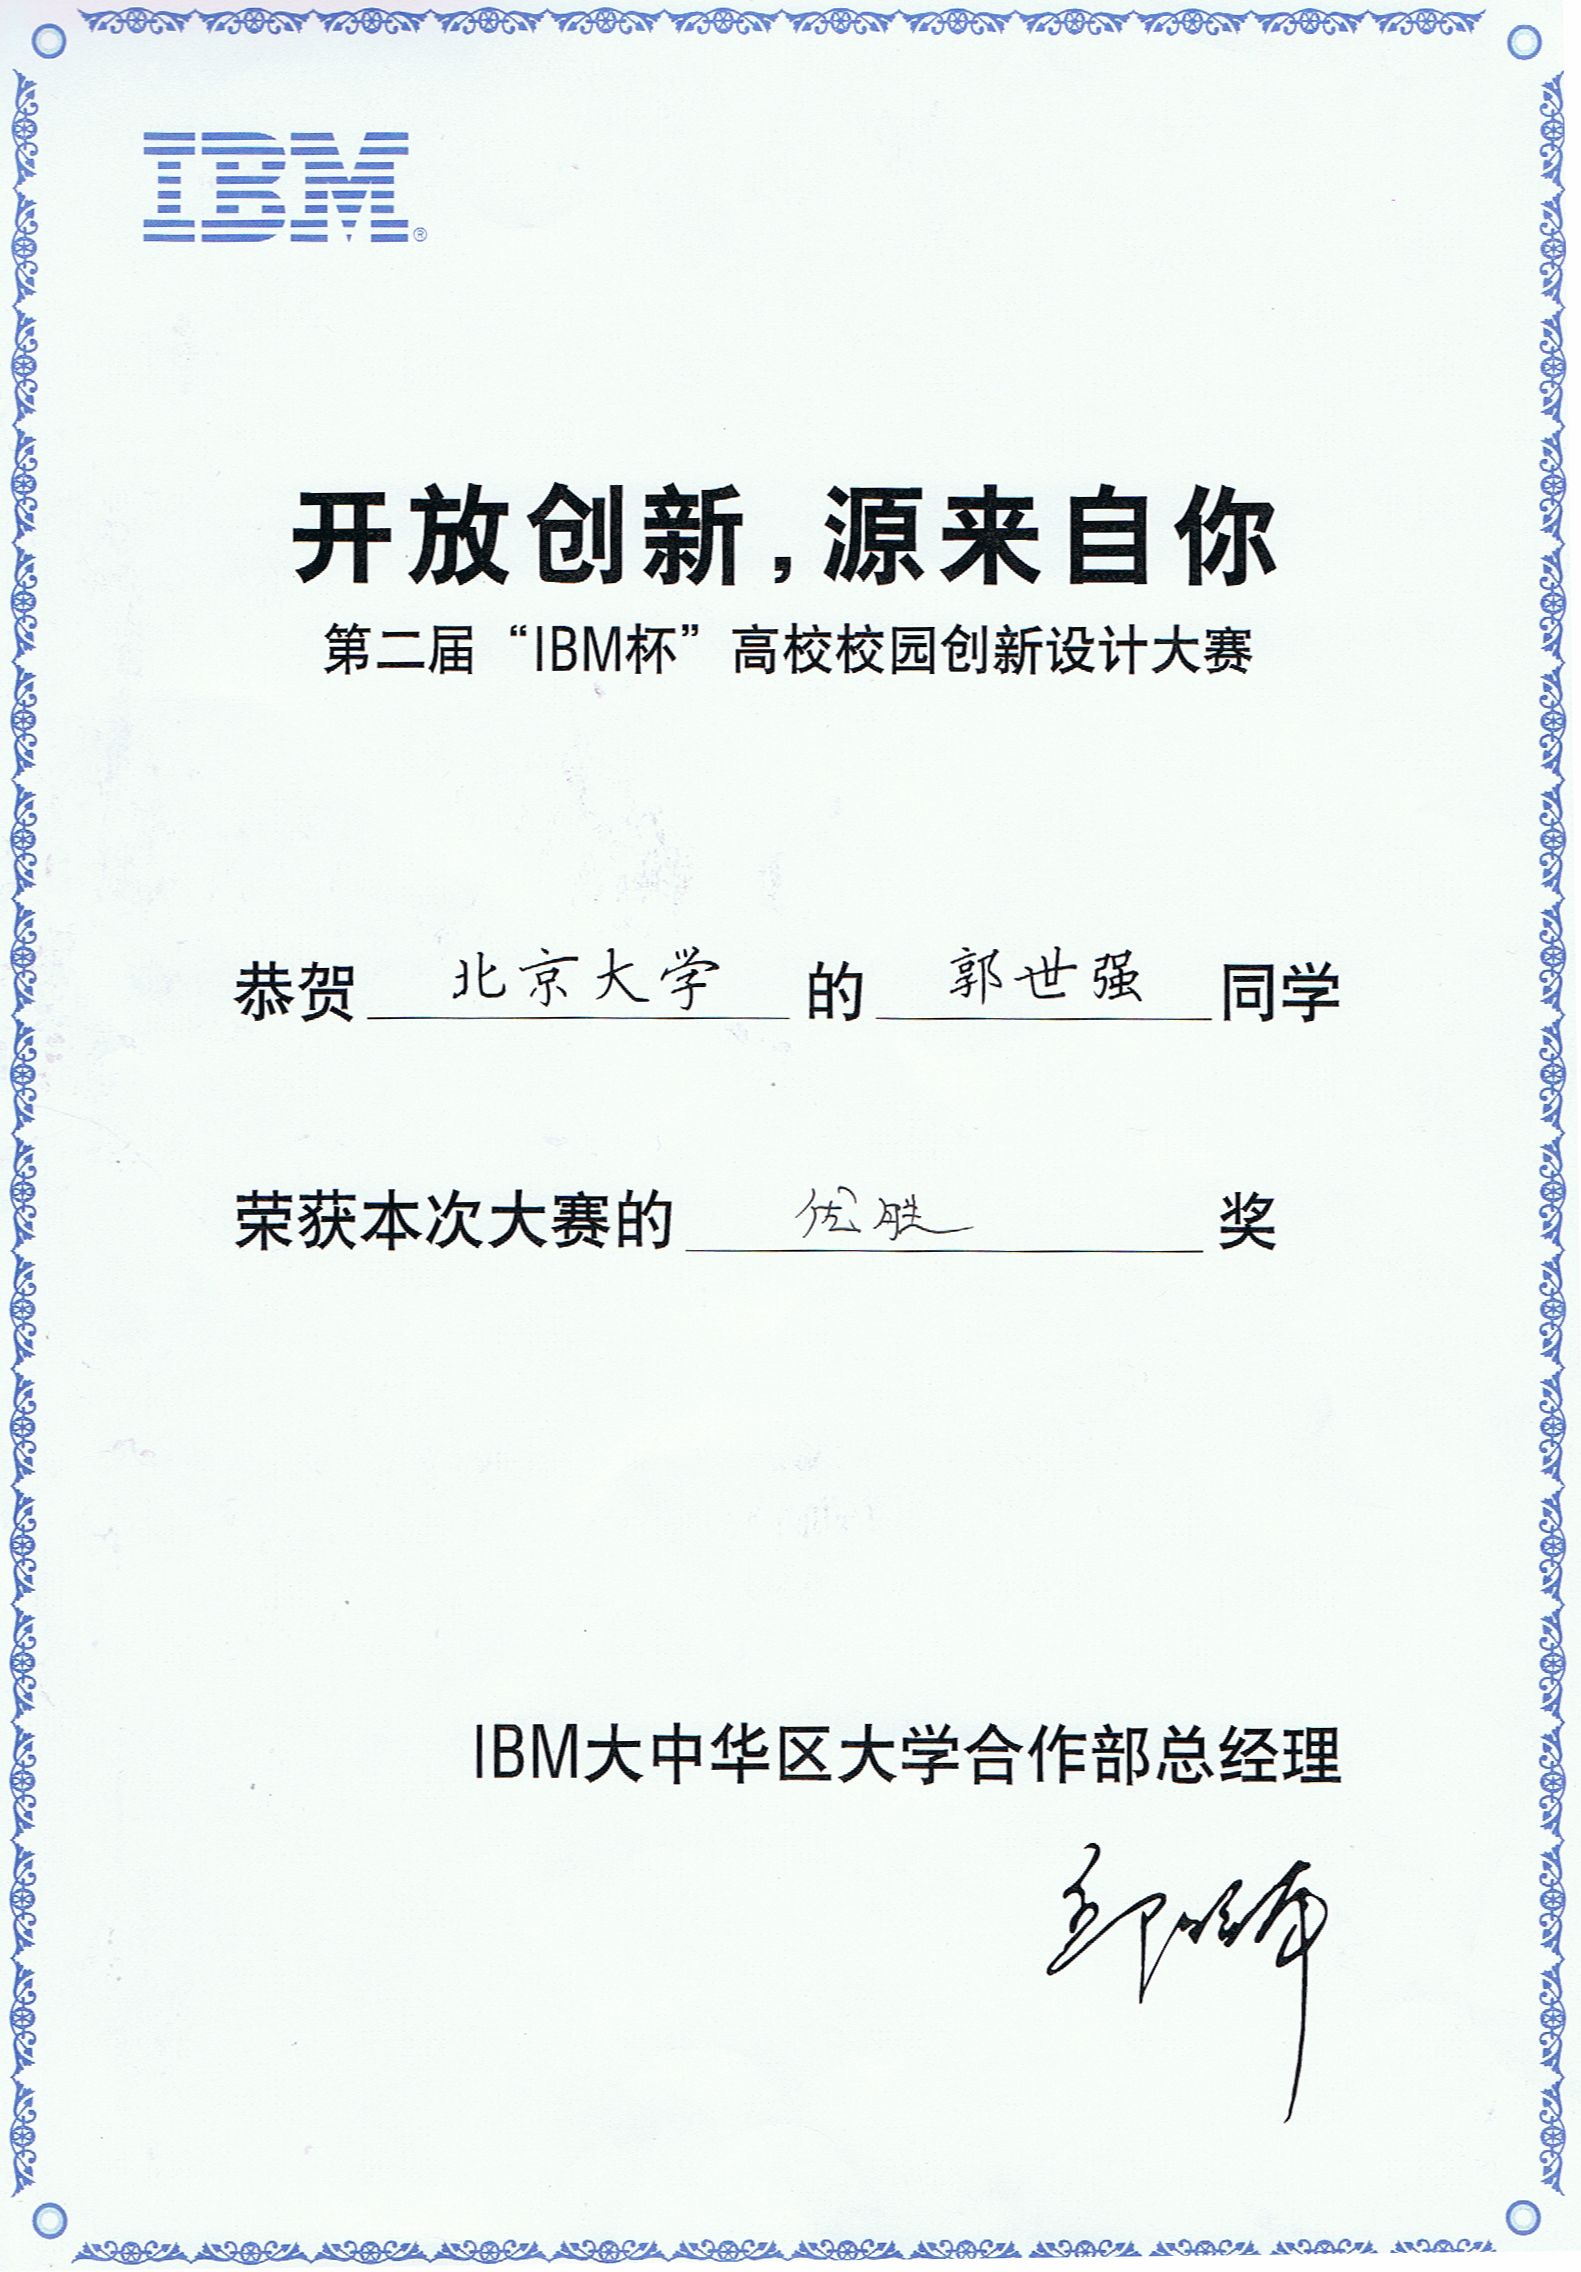 IBM®
开放创新,源来自你
第二届“IBM杯”高校校园创新设计大赛
恭贺 北京大学 的 郭世强 同学
荣获本次大赛的 优胜 奖
IBM大中华区大学合作部总经理